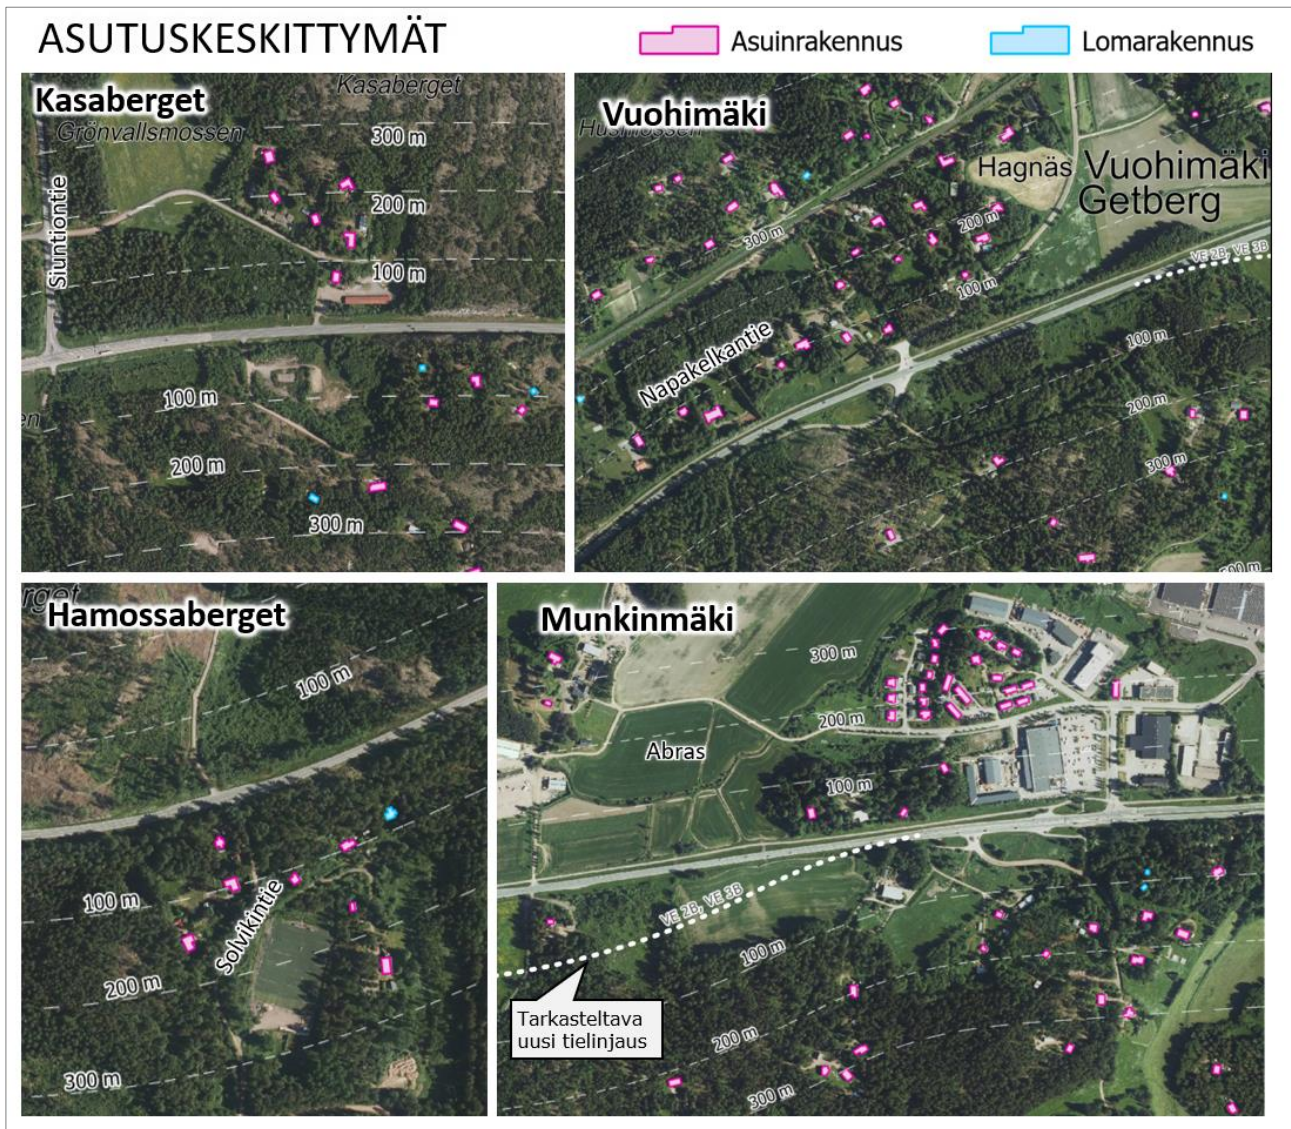 ASUTUSKESKITTYMÄT
Asuinrakennus
Lomarakennus
Kasaberget
Kasaberget
Grönvallsmossen
300 m
200 m
100 m
Siuntiontie
100 m
200 m
300 m
Vuohimäki
Husmossen
Hagnäs
Vuohimäki
Getberg
300 m
200 m
100 m
VE 2B, VE 3B
Napakelkantie
100 m
200 m
300 m
Hamossaberget
100 m
100 m
Solvikintie
200 m
300 m
Munkinmäki
300 m
200 m
Abras
100 m
VE 2B, VE 3B
100 m
Tarkasteltava
uusi tielinjaus
200 m
300 m